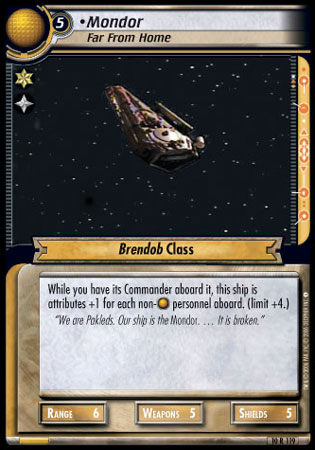 5
•Mondor
Far From Home
Brendob Class
While you have its Commander aboard it, this ship is
attributes +1 for each non- personnel aboard. (limit +4.)
"We are Pakleds. Our ship is the Mondor. … It is broken."
RANGE 6 WEAPONS 5 SHIELDS 5
10 R 119